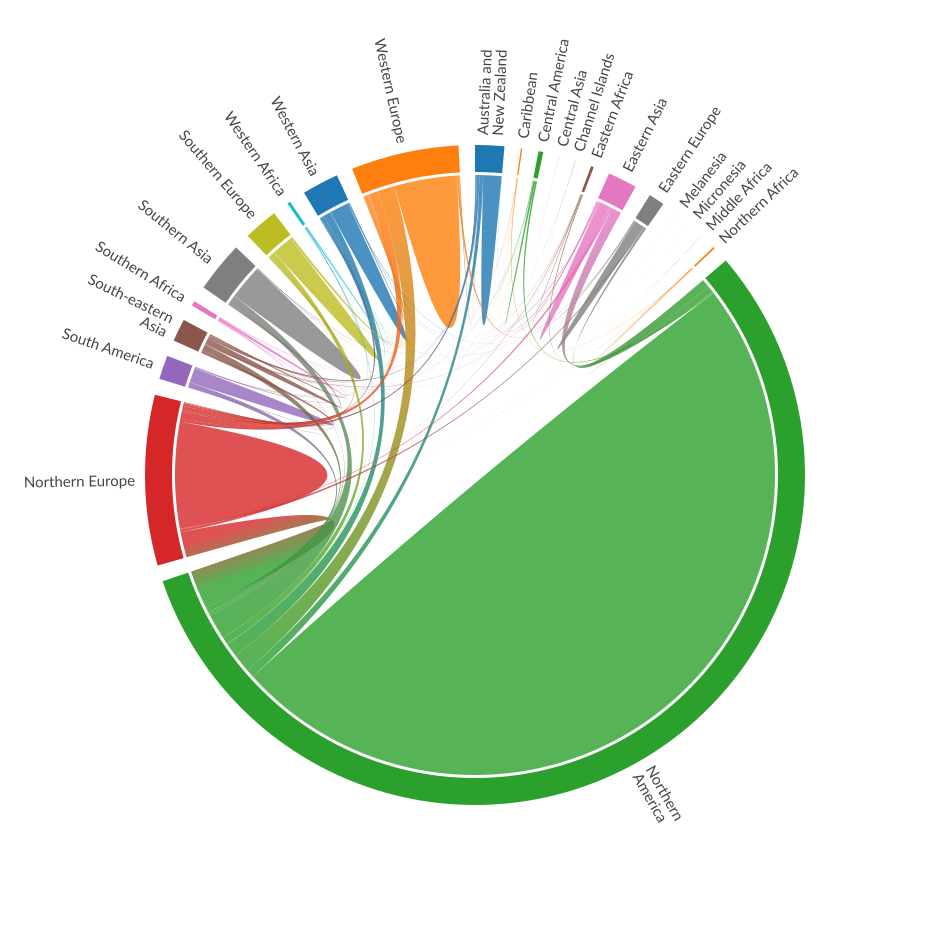 Australia and
New Zealand
Caribbean
Central America
Central Asia
Channel Islands
Eastern Africa
Eastern Asia
Eastern Europe
Melanesia
Micronesia
Middle Africa
Northern Africa
Northern
America
Northern Europe
South America
South-eastern
Asia
Southern Africa
Southern Asia
Southern Europe
Western Africa
Western Asia
Western Europe